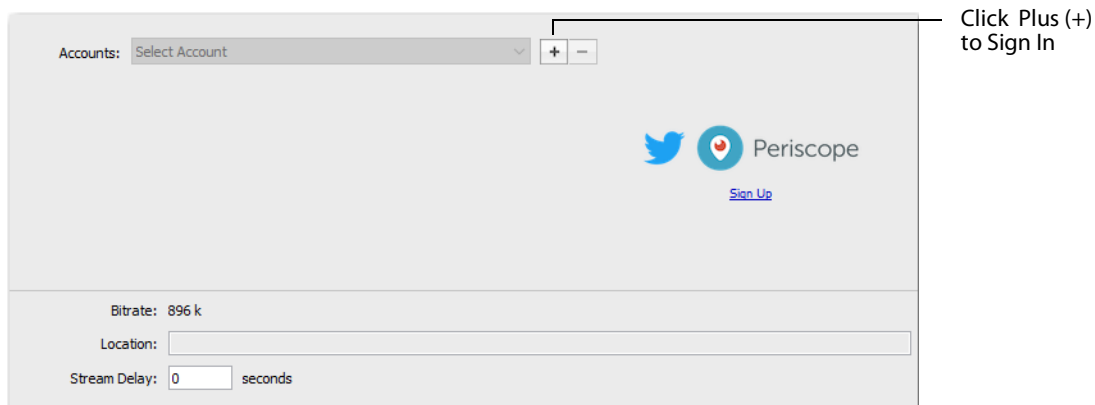 Click Plus (+)
to Sign In
Accounts: Select Account + −
Periscope
Sign Up
Bitrate: 896 k
Location:
Stream Delay: 0 seconds